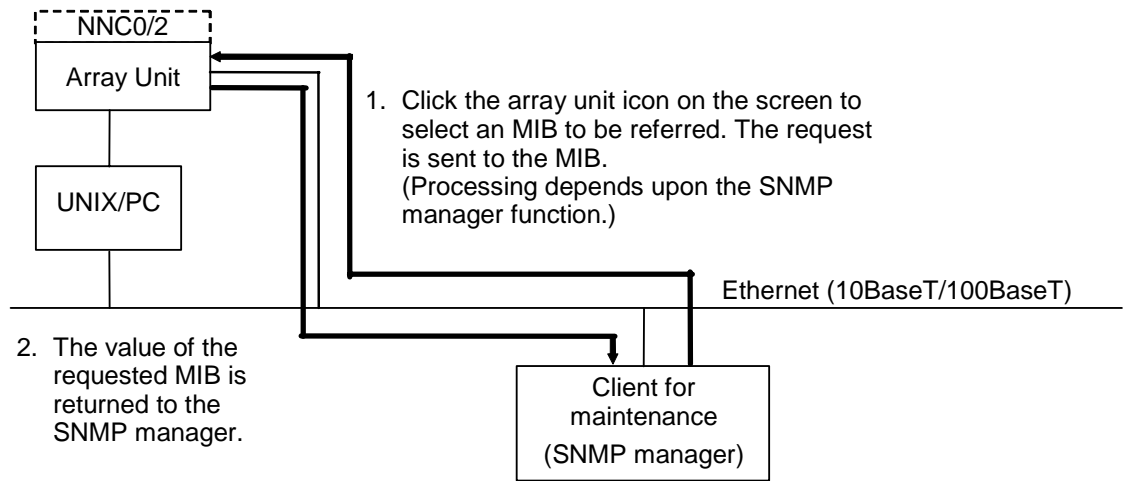 NNC0/2
Array Unit
UNIX/PC
1. Click the array unit icon on the screen to
select an MIB to be referred. The request
is sent to the MIB.
(Processing depends upon the SNMP
manager function.)
Ethernet (10BaseT/100BaseT)
2. The value of the
requested MIB is
returned to the
SNMP manager.
Client for
maintenance
(SNMP manager)